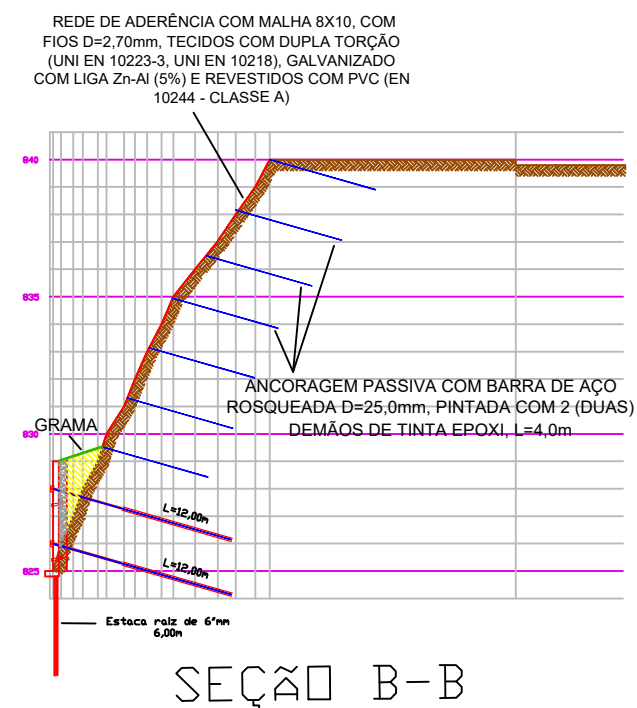 REDE DE ADERÊNCIA COM MALHA 8X10, COM
FIOS D=2,70mm, TECIDOS COM DUPLA TORÇÃO
(UNI EN 10223-3, UNI EN 10218), GALVANIZADO
COM LIGA Zn-Al (5%) E REVESTIDOS COM PVC (EN
10244 - CLASSE A)
840
835
ANCORAGEM PASSIVA COM BARRA DE AÇO
ROSQUEADA D=25,0mm, PINTADA COM 2 (DUAS)
DEMÃOS DE TINTA EPOXI, L=4,0m
GRAMA
830
L=12,00m
L=12,00m
825
Estaca raiz de 6"mm
6,00m
SEÇÃO B-B